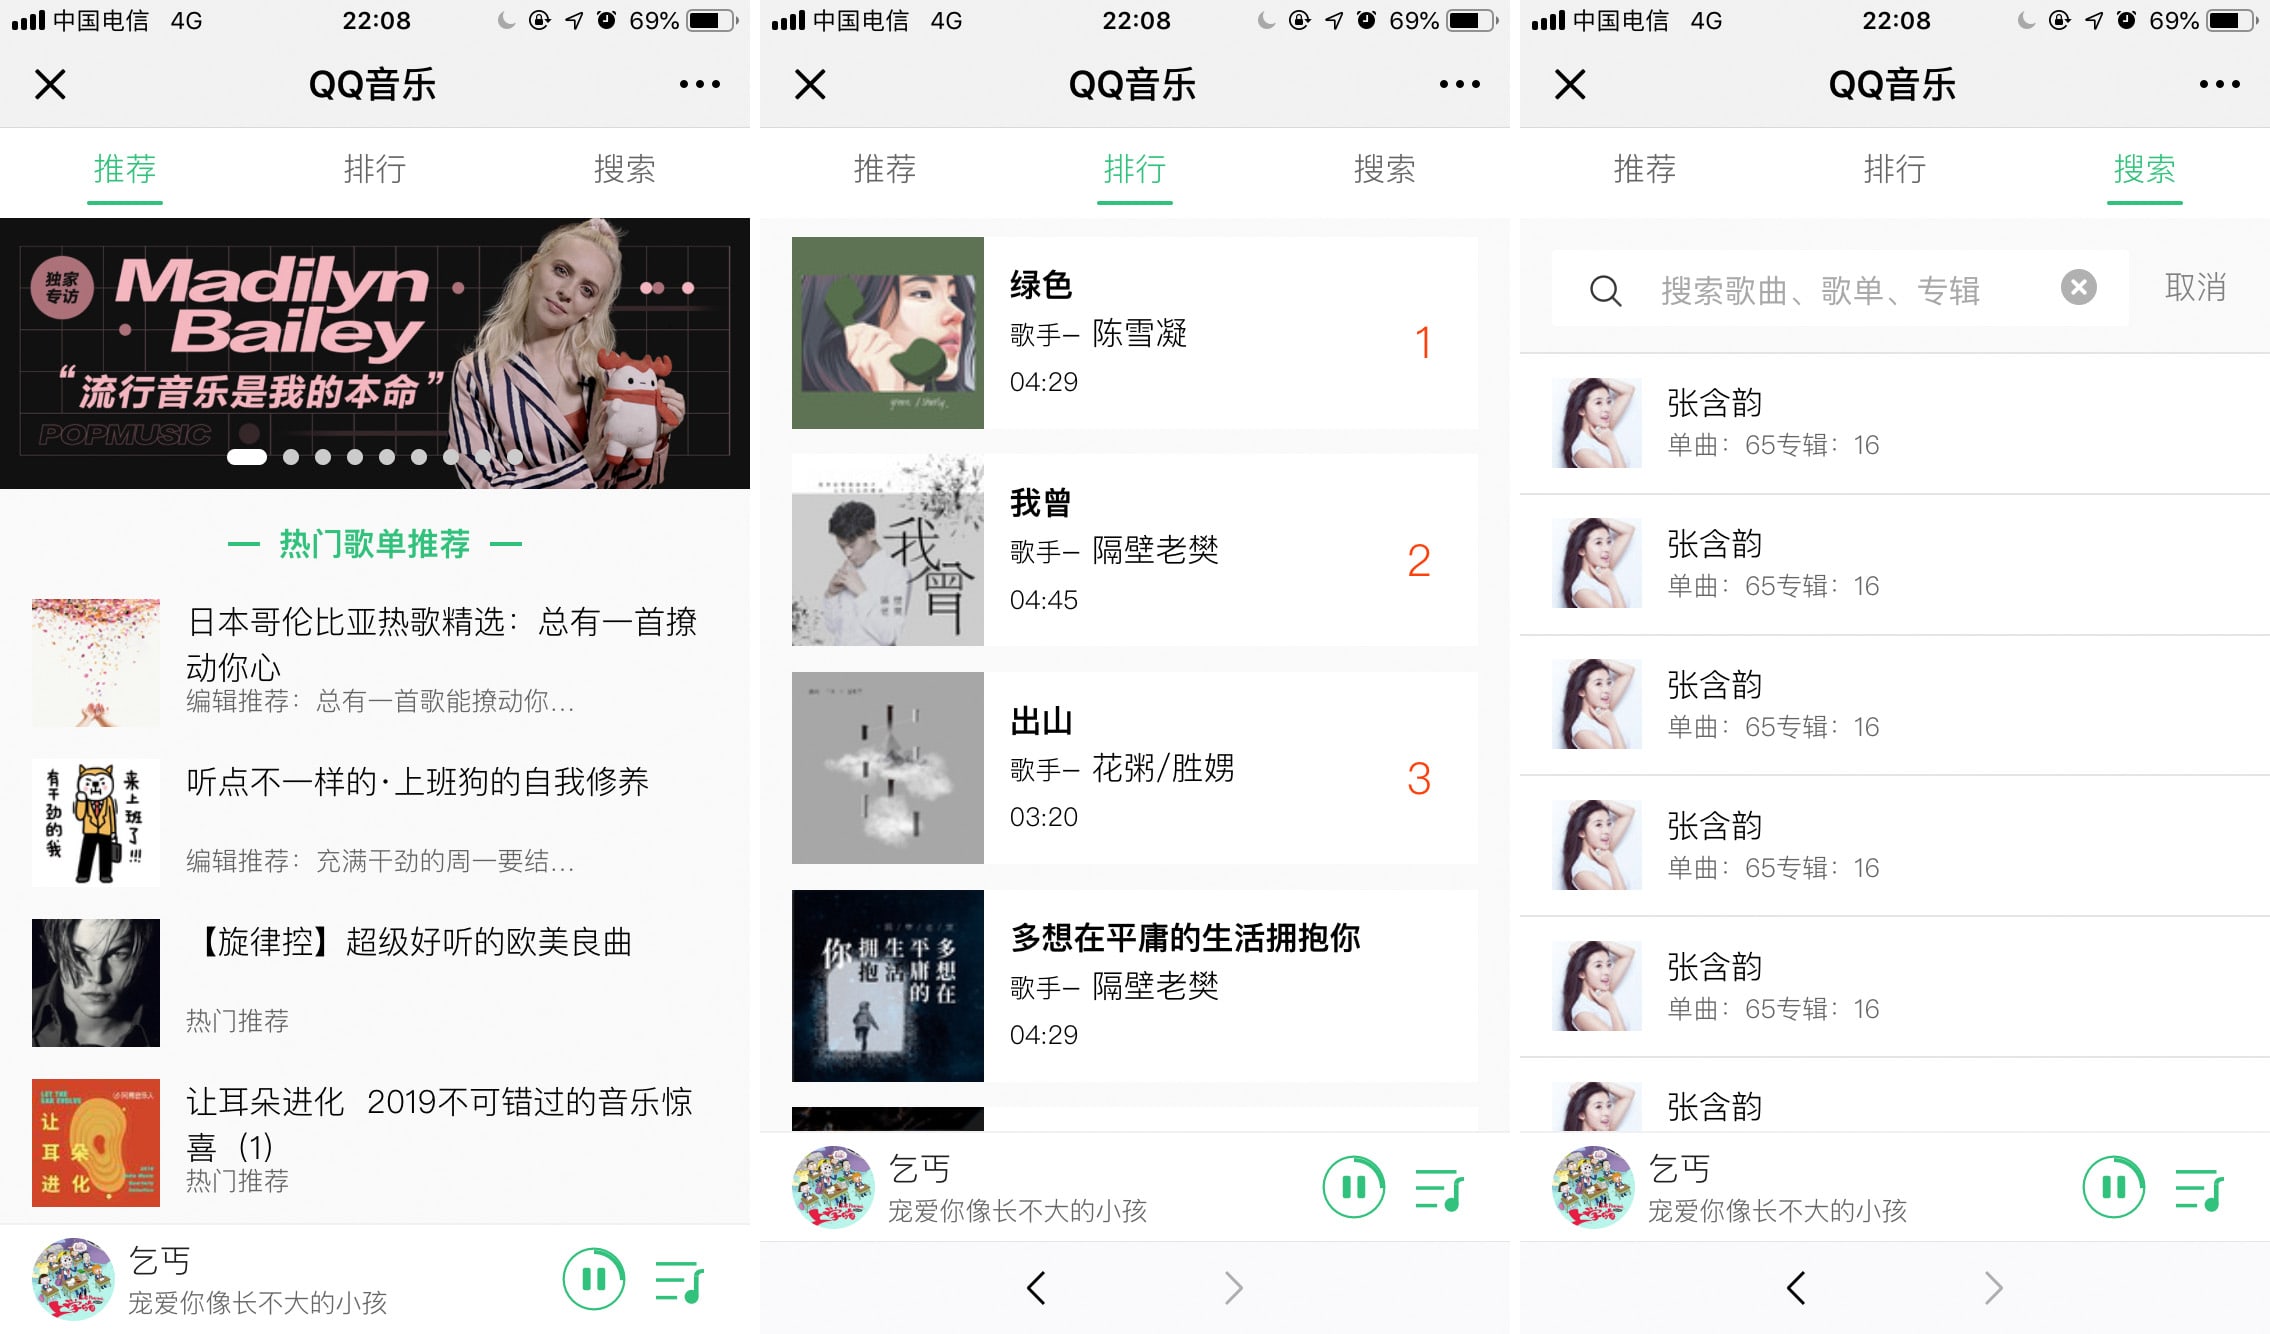 中国电信 4G 22:08 69%
QQ音乐
推荐 排行 搜索
独家
专访
Madilyn
Bailey
“流行音乐是我的本命”
POPMUSIC
热门歌单推荐
日本哥伦比亚热歌精选：总有一首撩
动你心
编辑推荐：总有一首歌能撩动你...
有干劲的我
来上班了!!!
听点不一样的·上班狗的自我修养
编辑推荐：充满干劲的周一要结...
【旋律控】超级好听的欧美良曲
热门推荐
LET THE
EAR EVOLVE
让耳朵进化
让耳朵进化 2019不可错过的音乐惊
喜（1）
热门推荐
乞丐
宠爱你像长不大的小孩
中国电信 4G 22:08 69%
QQ音乐
推荐 排行 搜索
绿色
歌手- 陈雪凝
04:29
1
我曾
我曾
歌手- 隔壁老樊
04:45
2
出山
歌手- 花粥/胜娚
03:20
3
多想在平庸的生活拥抱你
多想在平庸的生活拥抱你
歌手- 隔壁老樊
04:29
乞丐
宠爱你像长不大的小孩
中国电信 4G 22:08 69%
QQ音乐
推荐 排行 搜索
搜索歌曲、歌单、专辑 取消
张含韵
单曲：65专辑：16
张含韵
单曲：65专辑：16
张含韵
单曲：65专辑：16
张含韵
单曲：65专辑：16
张含韵
单曲：65专辑：16
张含韵
乞丐
宠爱你像长不大的小孩